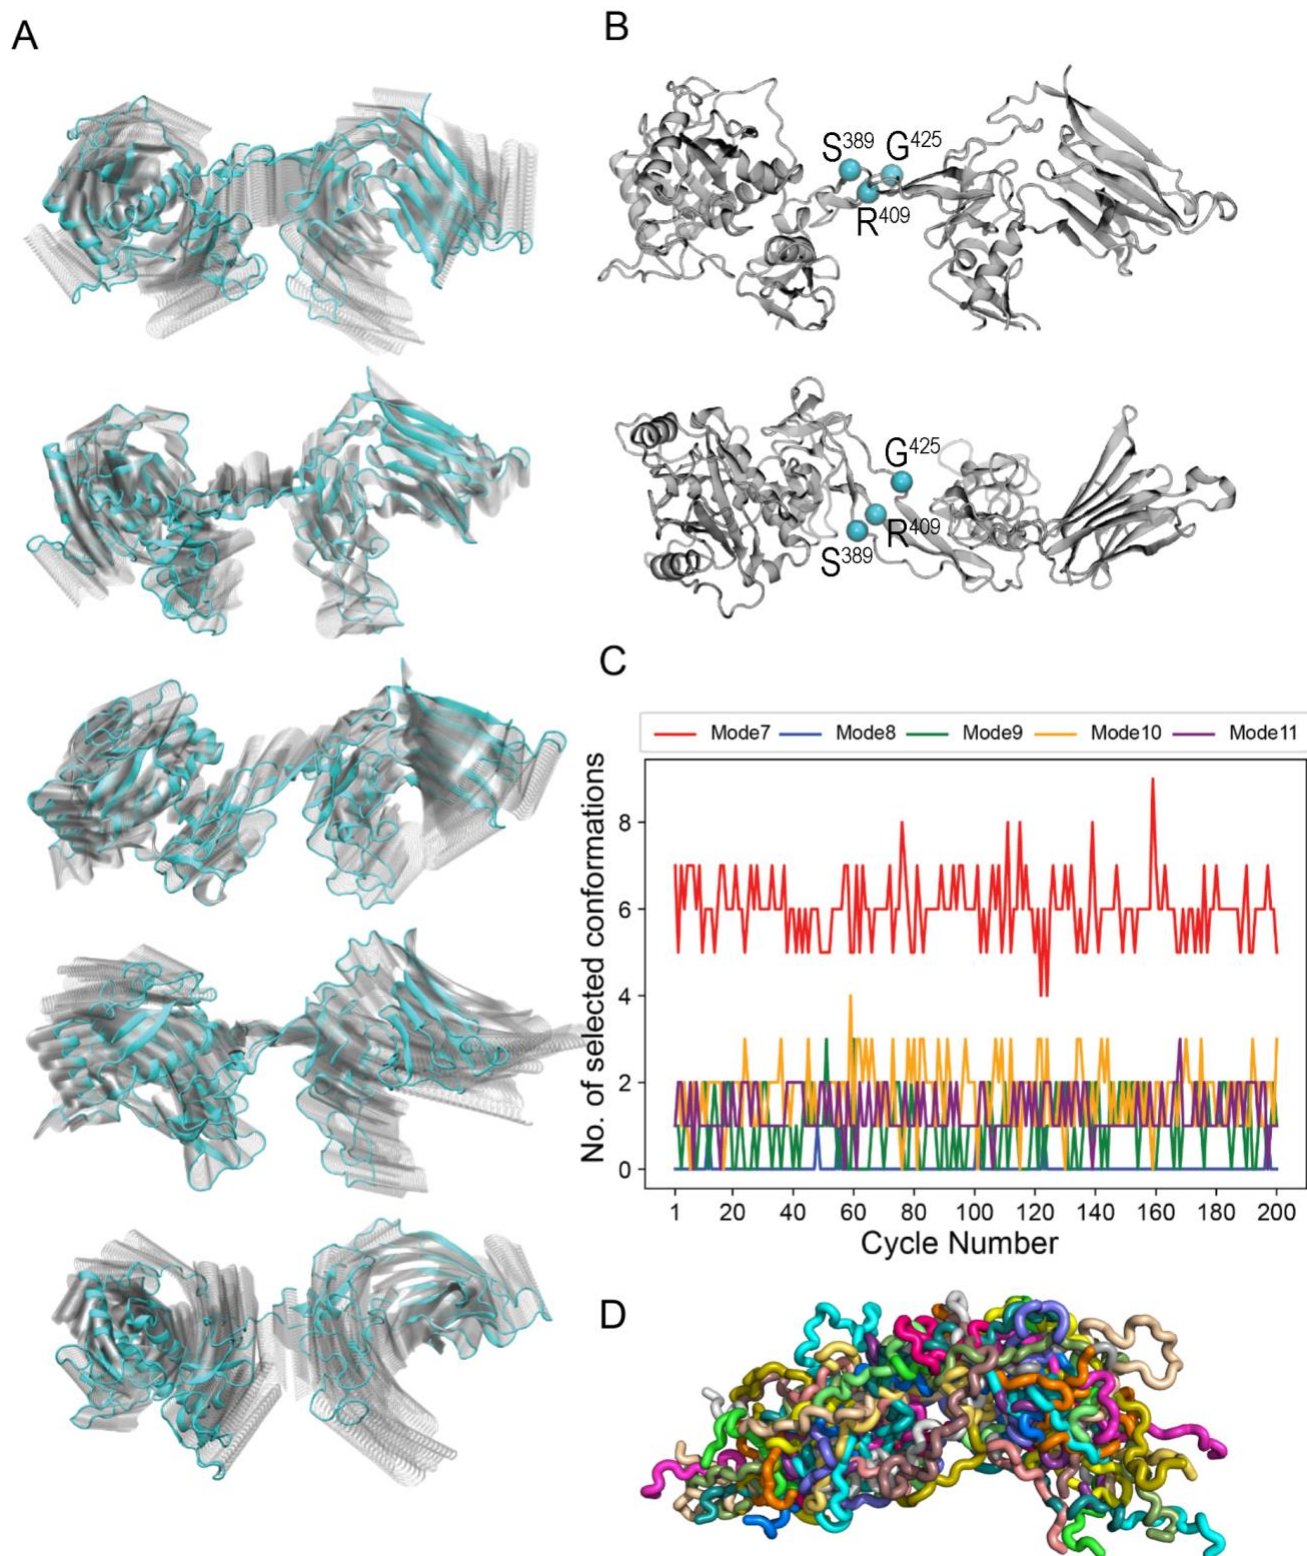 A
B
S389 G425
R409
G425
R409
S389
C
Mode7 Mode8 Mode9 Mode10 Mode11
No. of selected conformations
8
6
4
2
0
1 20 40 60 80 100 120 140 160 180 200
Cycle Number
D